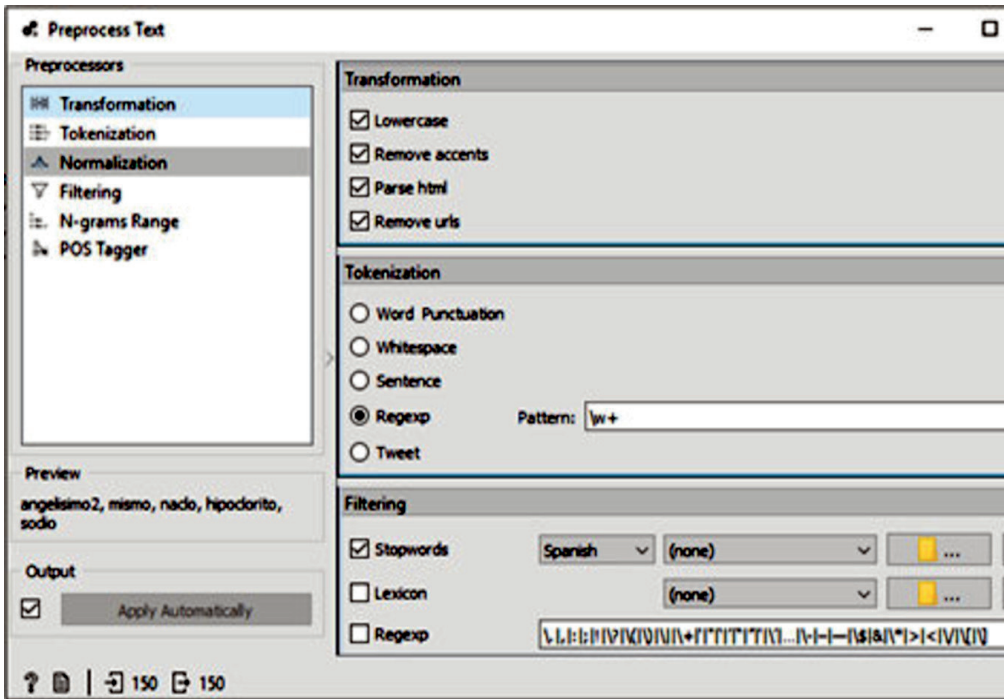 Preprocess Text
Preprocessors
Transformation
Tokenization
Normalization
Filtering
N-grams Range
POS Tagger
Preview
angelisimo2, mismo, naclo, hipoclorito,
sodio
Output
Apply Automatically
150 150
Transformation
Lowercase
Remove accents
Parse html
Remove urls
Tokenization
Word Punctuation
Whitespace
Sentence
Regexp Pattern: \w+
Tweet
Filtering
Stopwords Spanish (none) ...
Lexicon (none) ...
Regexp